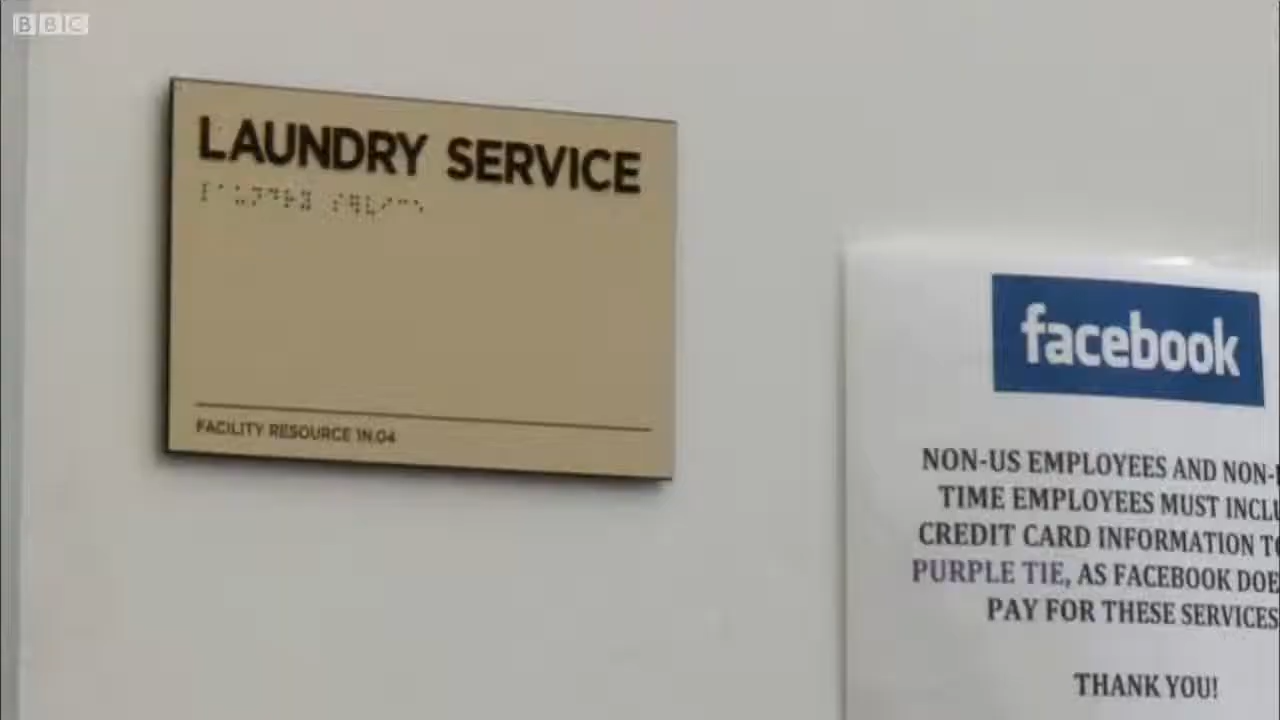 BBC
LAUNDRY SERVICE
FACILITY RESOURCE 1N.04
facebook
NON-US EMPLOYEES AND NON-
TIME EMPLOYEES MUST INCLU
CREDIT CARD INFORMATION TO
PURPLE TIE, AS FACEBOOK DOE
PAY FOR THESE SERVICES
THANK YOU!